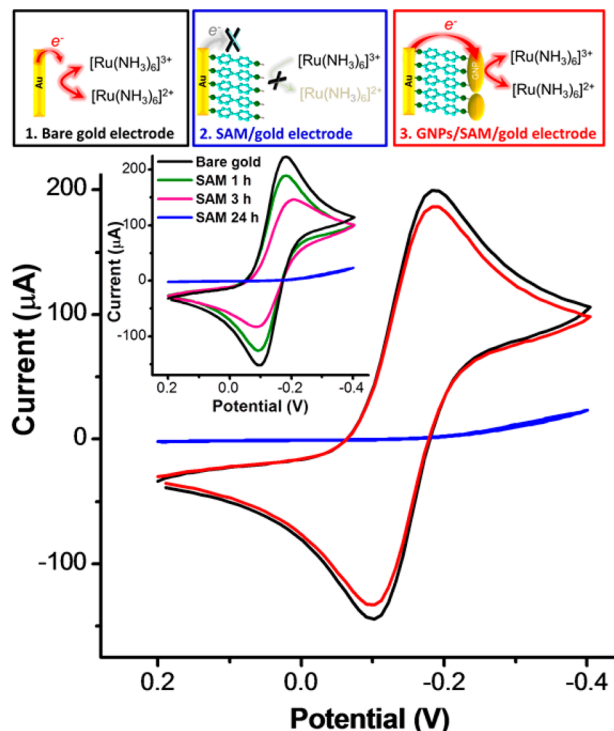 e⁻
Au
[Ru(NH₃)₆]³⁺
[Ru(NH₃)₆]²⁺
1. Bare gold electrode
e⁻
X
Au
[Ru(NH₃)₆]³⁺
X
[Ru(NH₃)₆]²⁺
2. SAM/gold electrode
e⁻
Au
GNP
[Ru(NH₃)₆]³⁺
[Ru(NH₃)₆]²⁺
3. GNPs/SAM/gold electrode
Bare gold
SAM 1 h
SAM 3 h
SAM 24 h
200
100
0
-100
Current (µA)
0.2
0.0
-0.2
-0.4
Potential (V)
200
100
0
-100
Current (µA)
0.2
0.0
-0.2
-0.4
Potential (V)